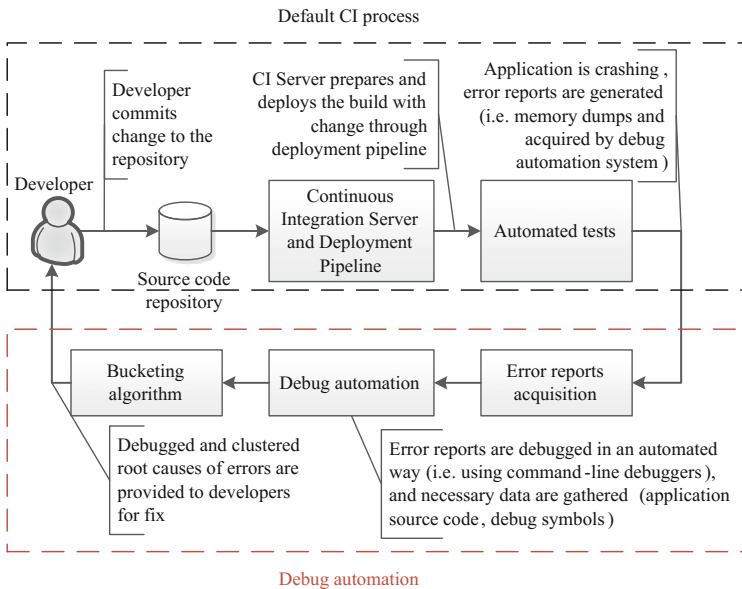 Default CI process
Developer
commits
change to the
repository
CI Server prepares and
deploys the build with
change through
deployment pipeline
Application is crashing ,
error reports are generated
(i.e. memory dumps and
acquired by debug
automation system )
Developer
Source code
repository
Continuous
Integration Server
and Deployment
Pipeline
Automated tests
Bucketing
algorithm
Debug automation
Error reports
acquisition
Debugged and clustered
root causes of errors are
provided to developers
for fix
Error reports are debugged in an automated
way (i.e. using command-line debuggers ),
and necessary data are gathered (application
source code , debug symbols )
Debug automation